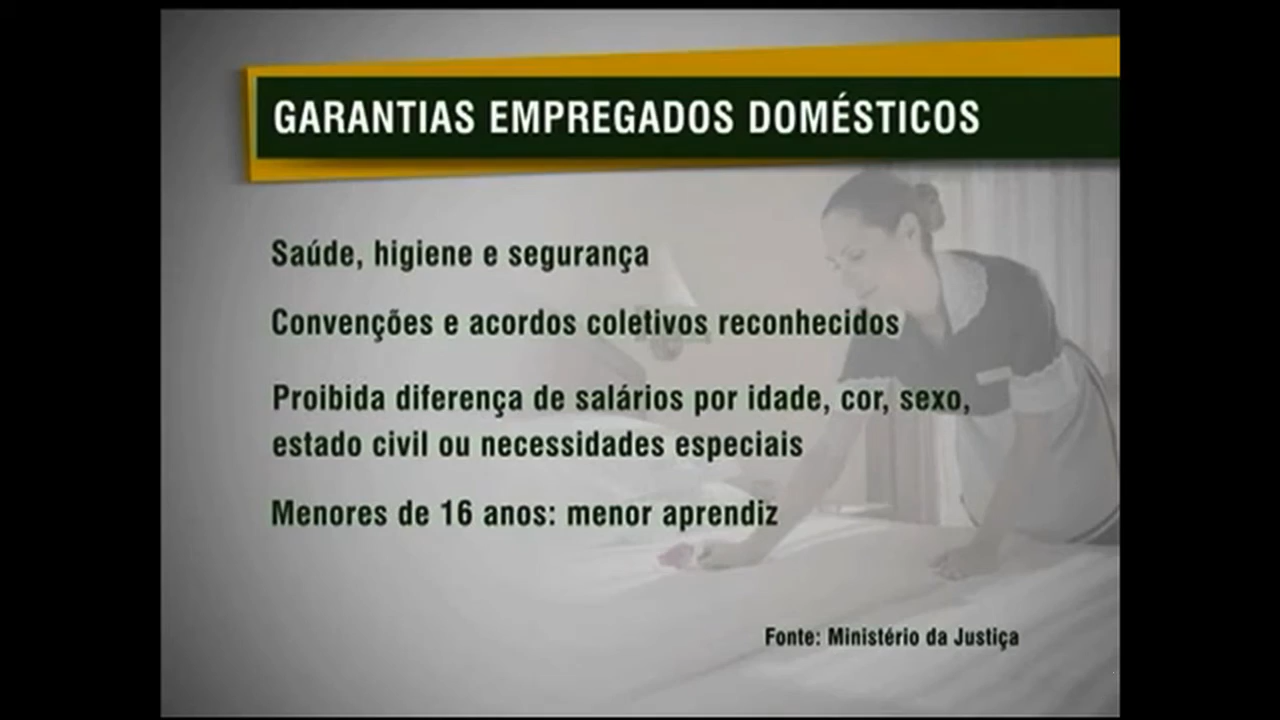 GARANTIAS EMPREGADOS DOMÉSTICOS
Saúde, higiene e segurança
Convenções e acordos coletivos reconhecidos
Proibida diferença de salários por idade, cor, sexo,
estado civil ou necessidades especiais
Menores de 16 anos: menor aprendiz
Fonte: Ministério da Justiça